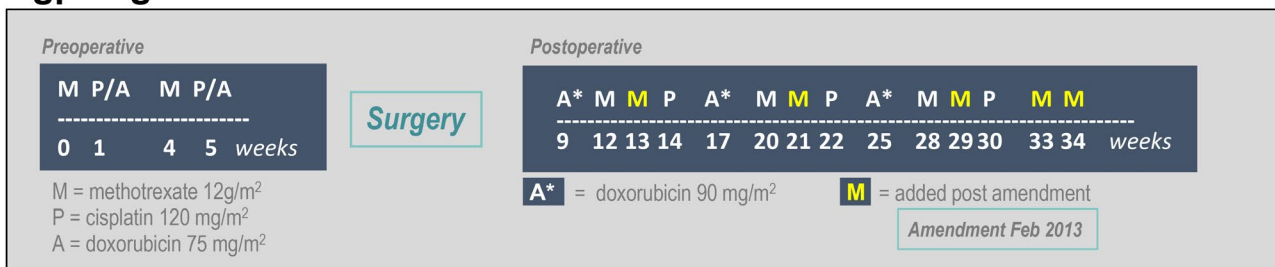 Preoperative
M P/A M P/A
0 1 4 5 weeks
M = methotrexate 12g/m²
P = cisplatin 120 mg/m²
A = doxorubicin 75 mg/m²
Surgery
Postoperative
A* M M P A* M M P A* M M P M M
9 12 13 14 17 20 21 22 25 28 29 30 33 34 weeks
A* = doxorubicin 90 mg/m²
M = added post amendment
Amendment Feb 2013